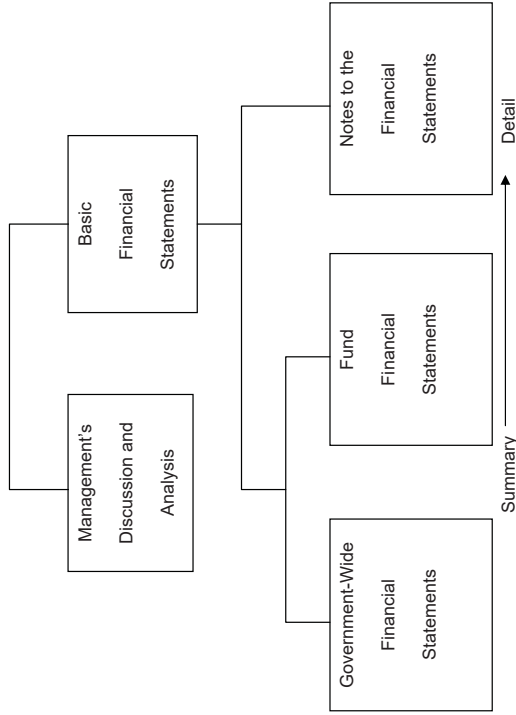 Management's
Discussion and
Analysis
Basic
Financial
Statements
Government-Wide
Financial
Statements
Fund
Financial
Statements
Notes to the
Financial
Statements
Summary
Detail